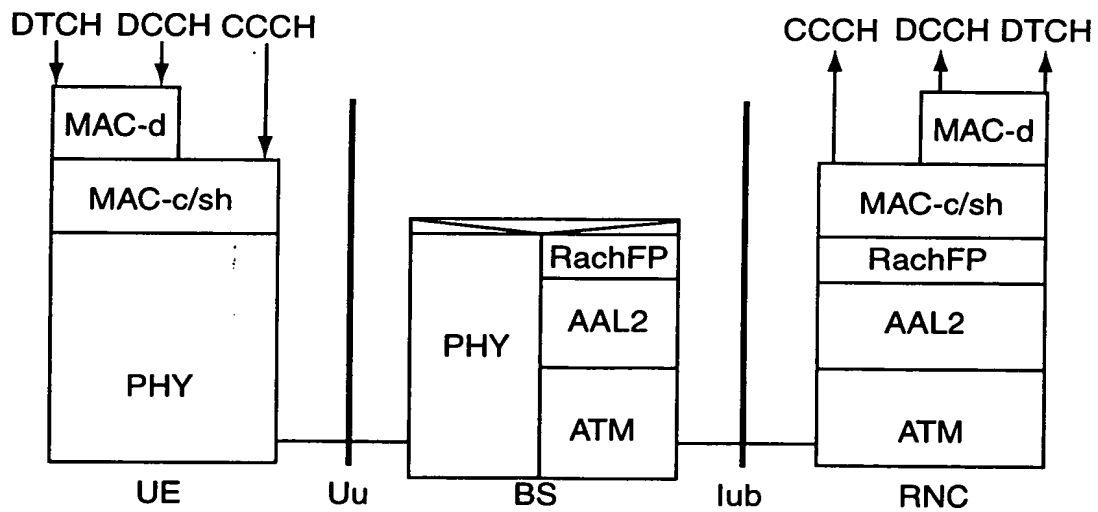 DTCH DCCH CCCH
MAC-d
MAC-c/sh
PHY
UE
Uu
PHY
RachFP
AAL2
ATM
BS
Iub
CCCH DCCH DTCH
MAC-d
MAC-c/sh
RachFP
AAL2
ATM
RNC